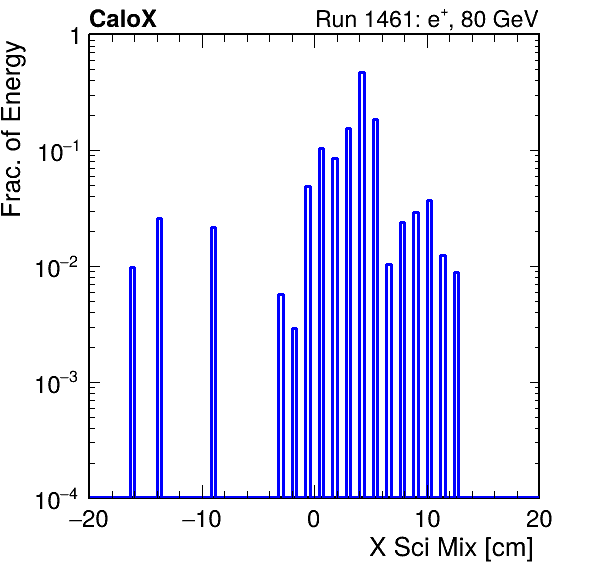 CaloX Run 1461: e⁺, 80 GeV
Frac. of Energy
1
10⁻¹
10⁻²
10⁻³
10⁻⁴
−20 −10 0 10 20
X Sci Mix [cm]